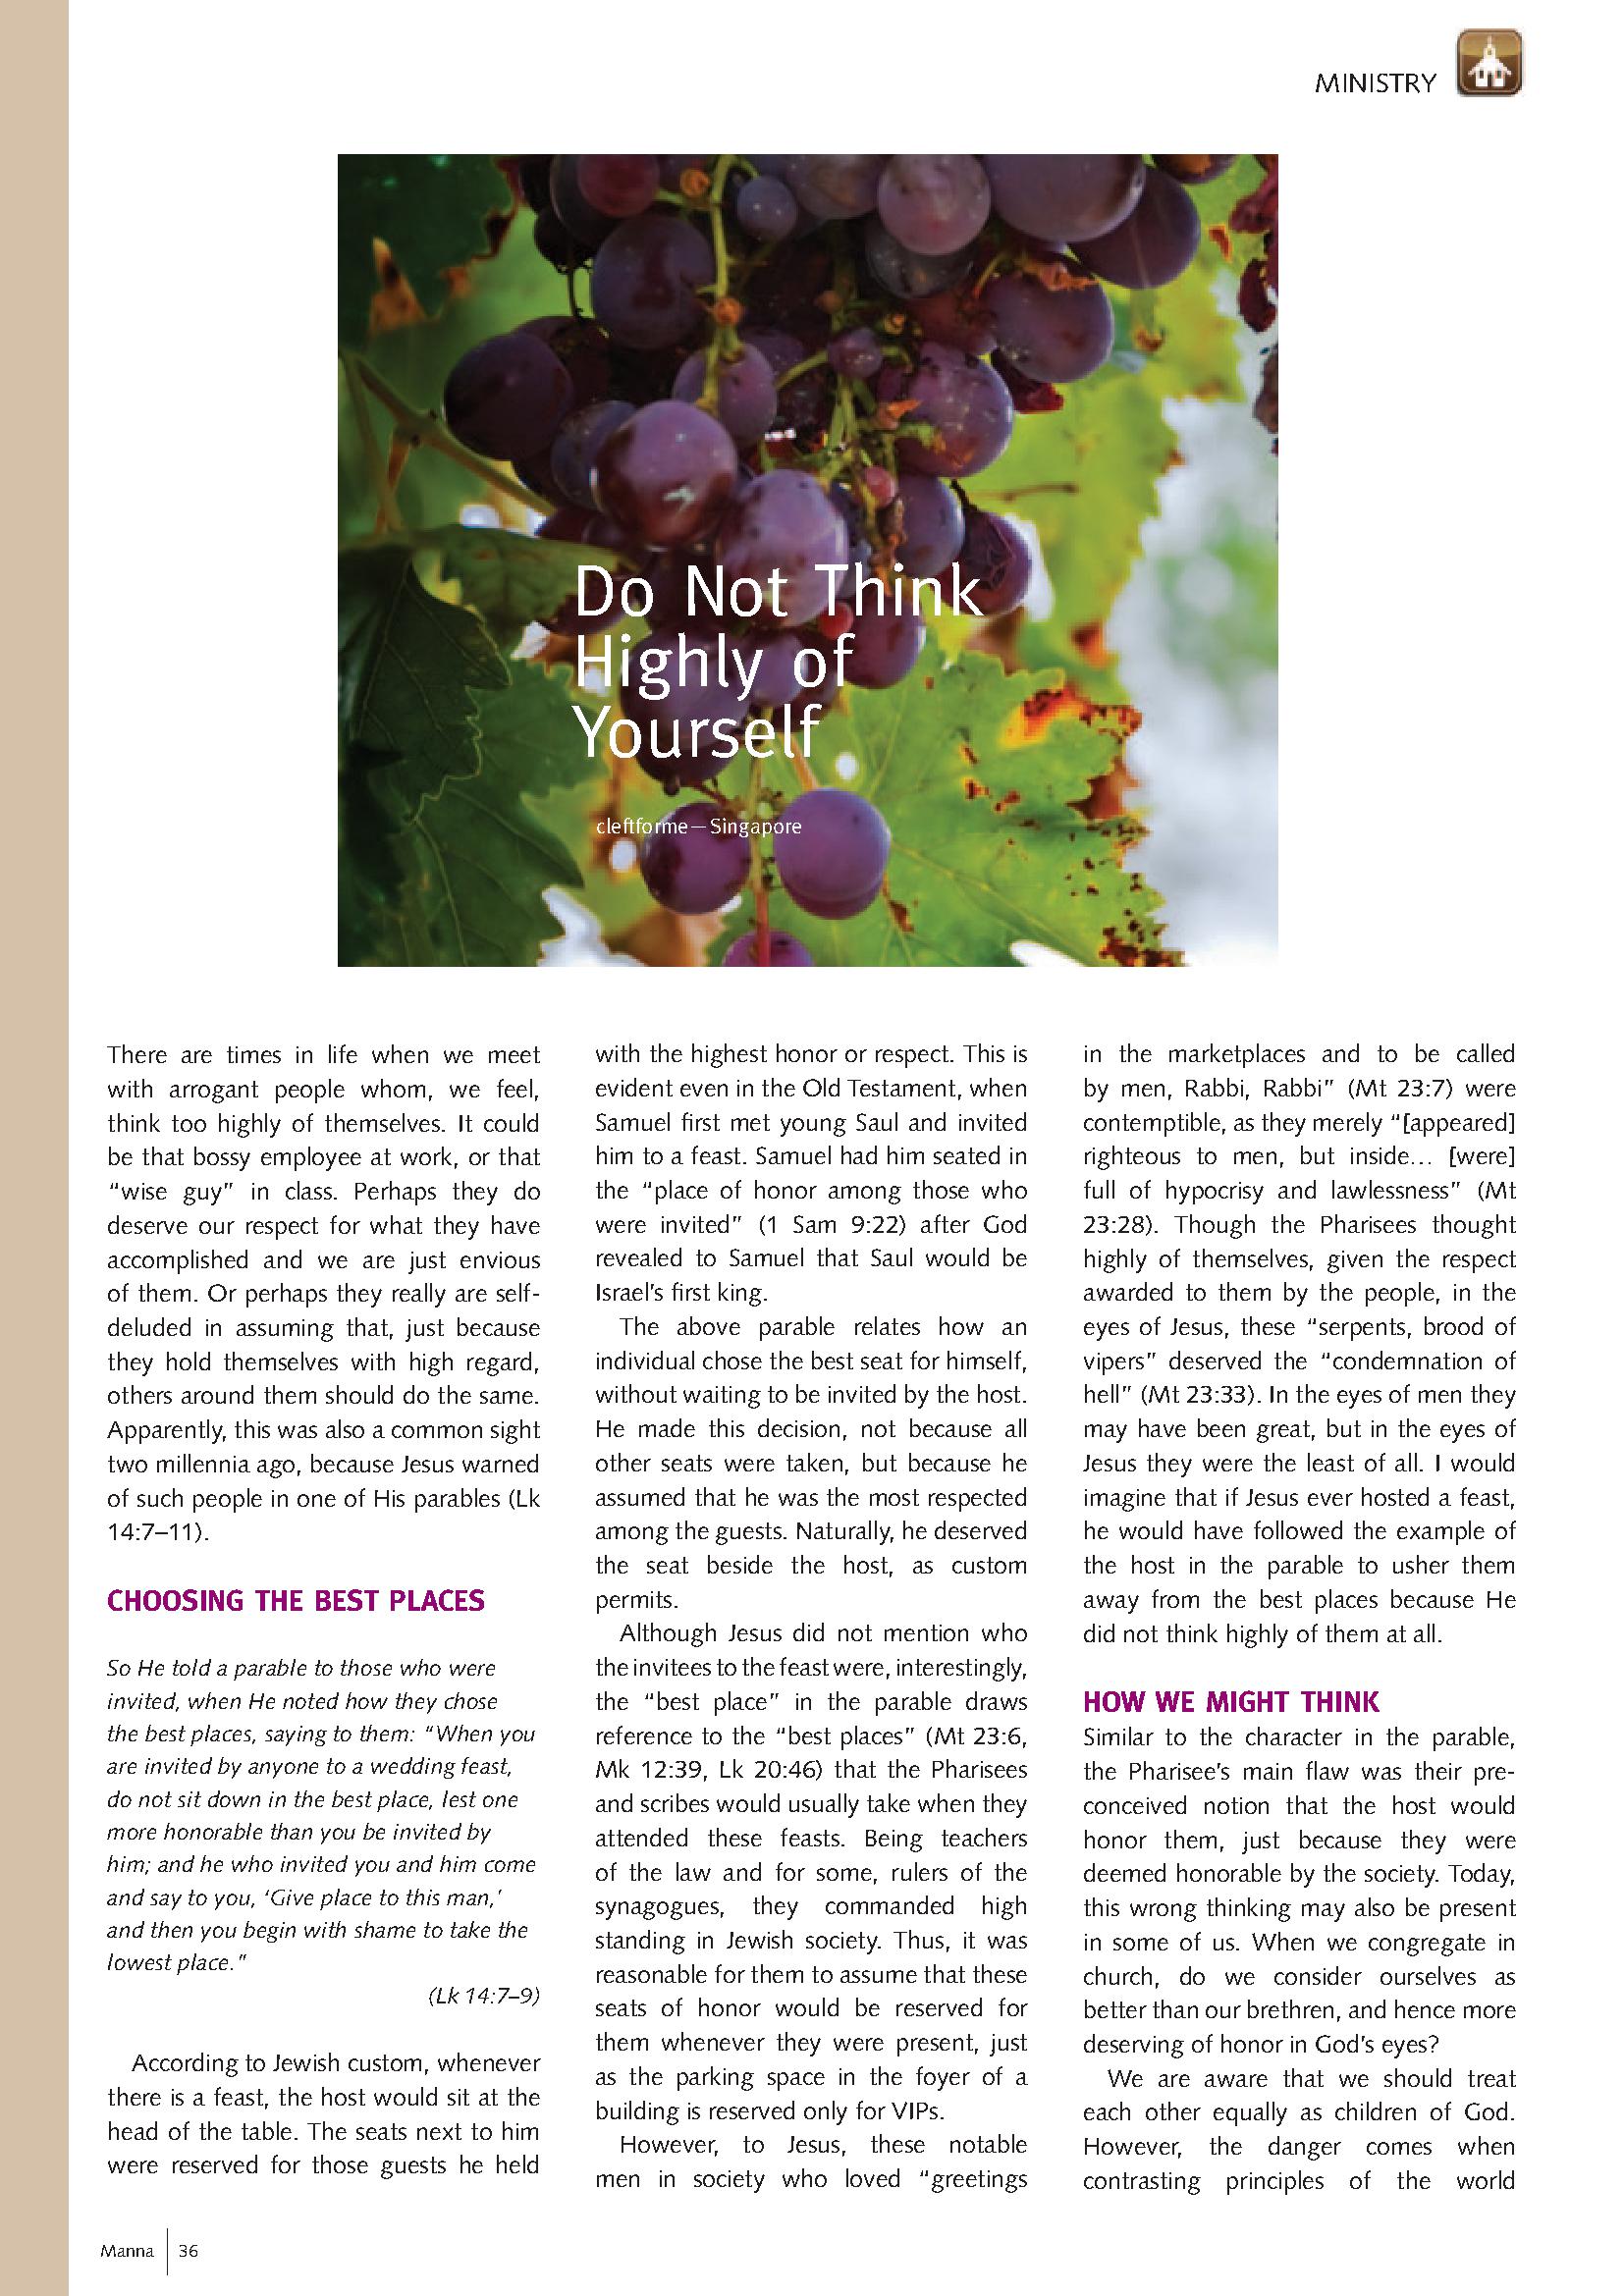 MINISTRY
Do Not Think
Highly of
Yourself
cleftforme—Singapore
There are times in life when we meet
with arrogant people whom, we feel,
think too highly of themselves. It could
be that bossy employee at work, or that
“wise guy” in class. Perhaps they do
deserve our respect for what they have
accomplished and we are just envious
of them. Or perhaps they really are self-
deluded in assuming that, just because
they hold themselves with high regard,
others around them should do the same.
Apparently, this was also a common sight
two millennia ago, because Jesus warned
of such people in one of His parables (Lk
14:7–11).
CHOOSING THE BEST PLACES
So He told a parable to those who were
invited, when He noted how they chose
the best places, saying to them: “When you
are invited by anyone to a wedding feast,
do not sit down in the best place, lest one
more honorable than you be invited by
him; and he who invited you and him come
and say to you, ‘Give place to this man,’
and then you begin with shame to take the
lowest place.”
(Lk 14:7–9)
According to Jewish custom, whenever
there is a feast, the host would sit at the
head of the table. The seats next to him
were reserved for those guests he held
with the highest honor or respect. This is
evident even in the Old Testament, when
Samuel first met young Saul and invited
him to a feast. Samuel had him seated in
the “place of honor among those who
were invited” (1 Sam 9:22) after God
revealed to Samuel that Saul would be
Israel’s first king.
The above parable relates how an
individual chose the best seat for himself,
without waiting to be invited by the host.
He made this decision, not because all
other seats were taken, but because he
assumed that he was the most respected
among the guests. Naturally, he deserved
the seat beside the host, as custom
permits.
Although Jesus did not mention who
the invitees to the feast were, interestingly,
the “best place” in the parable draws
reference to the “best places” (Mt 23:6,
Mk 12:39, Lk 20:46) that the Pharisees
and scribes would usually take when they
attended these feasts. Being teachers
of the law and for some, rulers of the
synagogues, they commanded high
standing in Jewish society. Thus, it was
reasonable for them to assume that these
seats of honor would be reserved for
them whenever they were present, just
as the parking space in the foyer of a
building is reserved only for VIPs.
However, to Jesus, these notable
men in society who loved “greetings
in the marketplaces and to be called
by men, Rabbi, Rabbi” (Mt 23:7) were
contemptible, as they merely “[appeared]
righteous to men, but inside… [were]
full of hypocrisy and lawlessness” (Mt
23:28). Though the Pharisees thought
highly of themselves, given the respect
awarded to them by the people, in the
eyes of Jesus, these “serpents, brood of
vipers” deserved the “condemnation of
hell” (Mt 23:33). In the eyes of men they
may have been great, but in the eyes of
Jesus they were the least of all. I would
imagine that if Jesus ever hosted a feast,
he would have followed the example of
the host in the parable to usher them
away from the best places because He
did not think highly of them at all.
HOW WE MIGHT THINK
Similar to the character in the parable,
the Pharisee’s main flaw was their pre-
conceived notion that the host would
honor them, just because they were
deemed honorable by the society. Today,
this wrong thinking may also be present
in some of us. When we congregate in
church, do we consider ourselves as
better than our brethren, and hence more
deserving of honor in God’s eyes?
We are aware that we should treat
each other equally as children of God.
However, the danger comes when
contrasting principles of the world
Manna 36